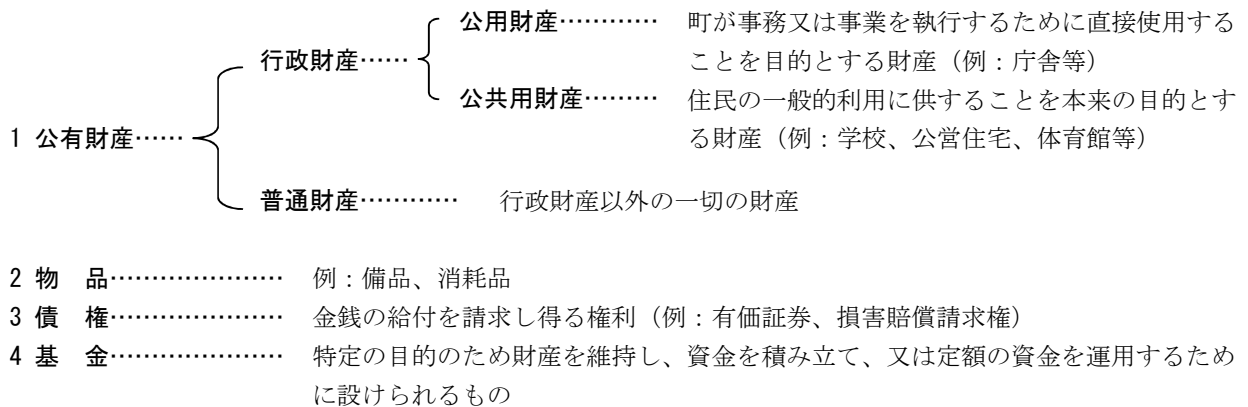 公用財産………… 町が事務又は事業を執行するために直接使用する
行政財産…… ことを目的とする財産（例：庁舎等）
公共用財産……… 住民の一般的利用に供することを本来の目的とす
1 公有財産…… る財産（例：学校、公営住宅、体育館等）
普通財産………… 行政財産以外の一切の財産
2 物　品………………… 例：備品、消耗品
3 債　権………………… 金銭の給付を請求し得る権利（例：有価証券、損害賠償請求権）
4 基　金………………… 特定の目的のため財産を維持し、資金を積み立て、又は定額の資金を運用するため
に設けられるもの